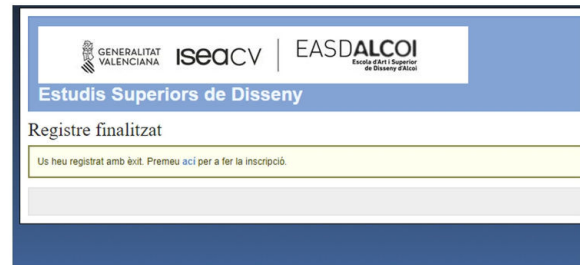 GENERALITAT
VALENCIANA
ISEACV
EASDALCOI
Escola d'Art i Superior
de Disseny d'Alcoi
Estudis Superiors de Disseny
Registre finalitzat
Us heu registrat amb èxit. Premeu ací per a fer la inscripció.